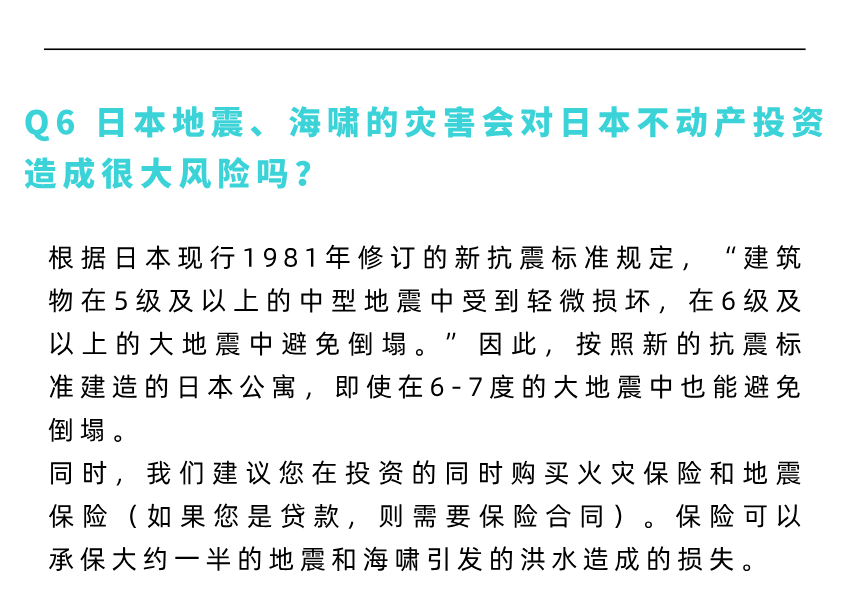 Q6 日本地震、海啸的灾害会对日本不动产投资
造成很大风险吗?
根据日本现行1981年修订的新抗震标准规定，“建筑
物在5级及以上的中型地震中受到轻微损坏，在6级及
以上的大地震中避免倒塌。” 因此，按照新的抗震标
准建造的日本公寓，即使在6-7度的大地震中也能避免
倒塌。
同时，我们建议您在投资的同时购买火灾保险和地震
保险（如果您是贷款，则需要保险合同）。保险可以
承保大约一半的地震和海啸引发的洪水造成的损失。